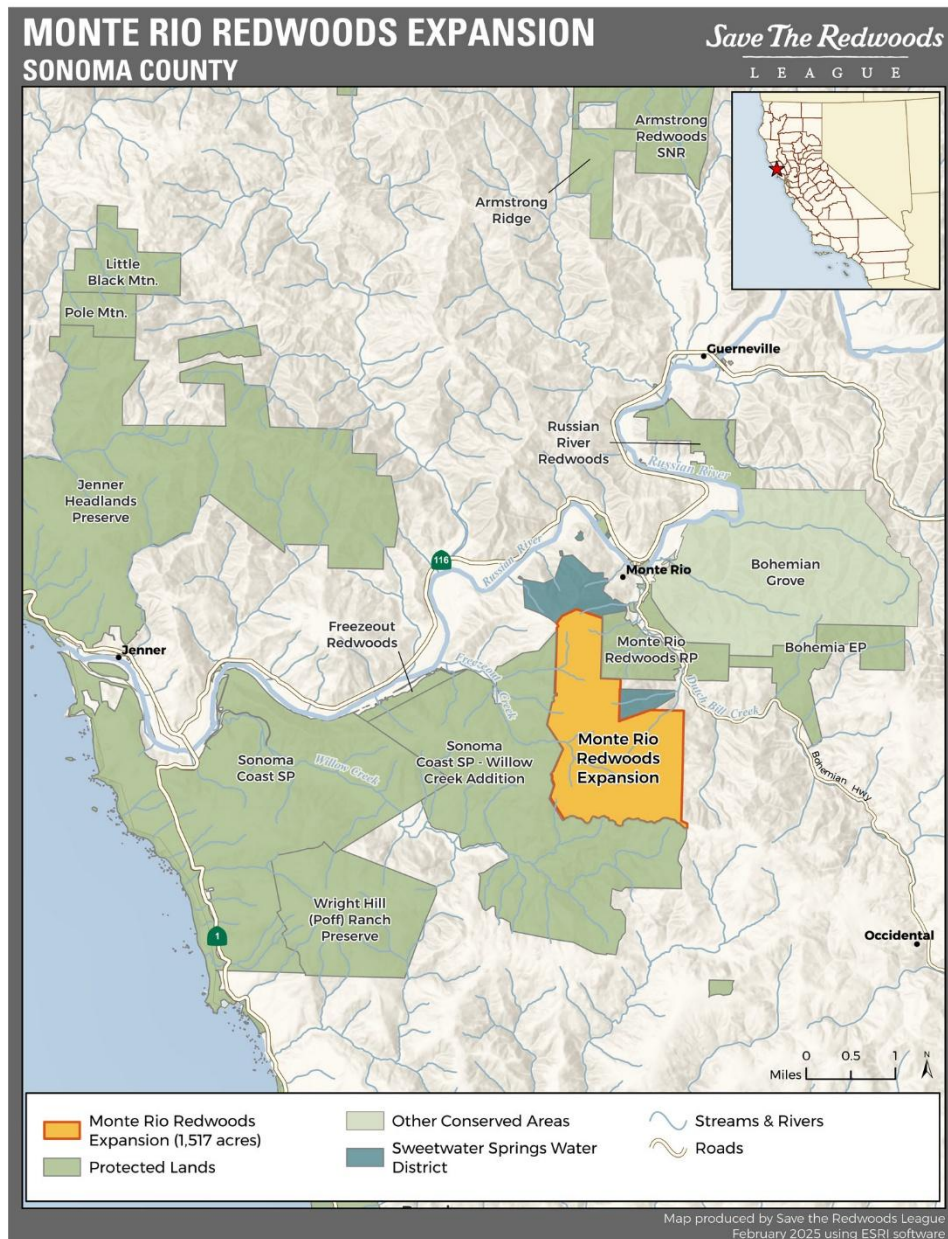 MONTE RIO REDWOODS EXPANSION
SONOMA COUNTY
Save The Redwoods
LEAGUE
Armstrong
Redwoods
SNR
Armstrong
Ridge
Little
Black Mtn.
Pole Mtn.
Guerneville
Russian
River
Redwoods
Russian River
Jenner
Headlands
Preserve
116
Russian River
Monte Rio
Bohemian
Grove
Freezeout
Redwoods
Jenner
Monte Rio
Redwoods RP
Bohemia EP
Freezeout
Creek
Dutch Bill Creek
Sonoma
Coast SP
Willow Creek
Sonoma
Coast SP - Willow
Creek Addition
Monte Rio
Redwoods
Expansion
Bohemian Hwy
Wright Hill
(Poff) Ranch
Preserve
1
Occidental
0 0.5 1
Miles
N
Monte Rio Redwoods
Expansion (1,517 acres)
Protected Lands
Other Conserved Areas
Sweetwater Springs Water
District
Streams & Rivers
Roads
Map produced by Save the Redwoods League
February 2025 using ESRI software